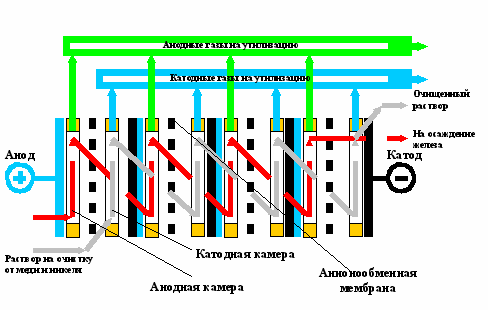 Анодные газы на утилизацию
Катодные газы на утилизацию
Очищенный
раствор
На осаждение
железа
Анод
Катод
Раствор на очистку
от меди и никеля
Катодная камера
Анодная камера
Анионообменная
мембрана